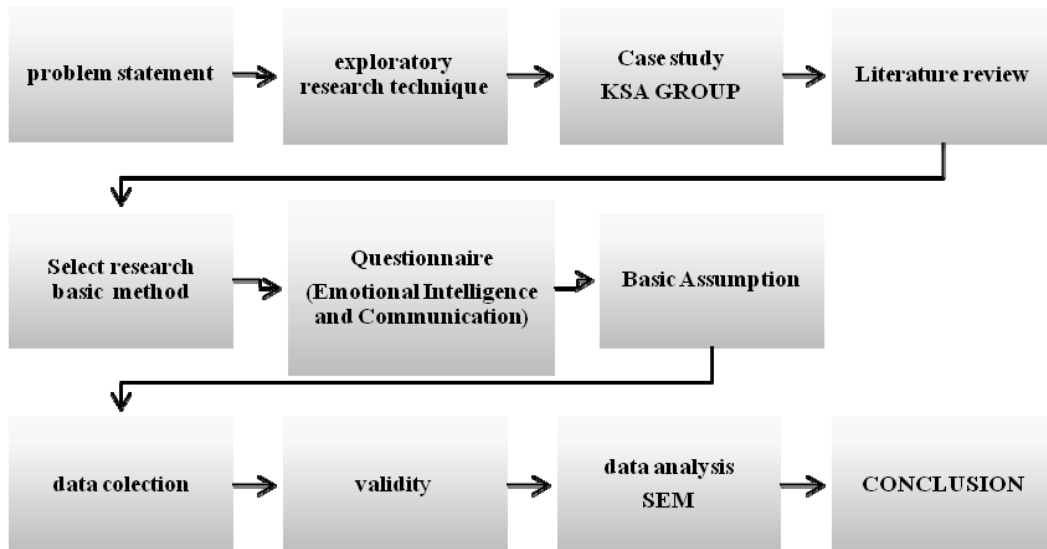 problem statement
exploratory
research technique
Case study
KSA GROUP
Literature review
Select research
basic method
Questionnaire
(Emotional Intelligence
and Communication)
Basic Assumption
data colection
validity
data analysis
SEM
CONCLUSION